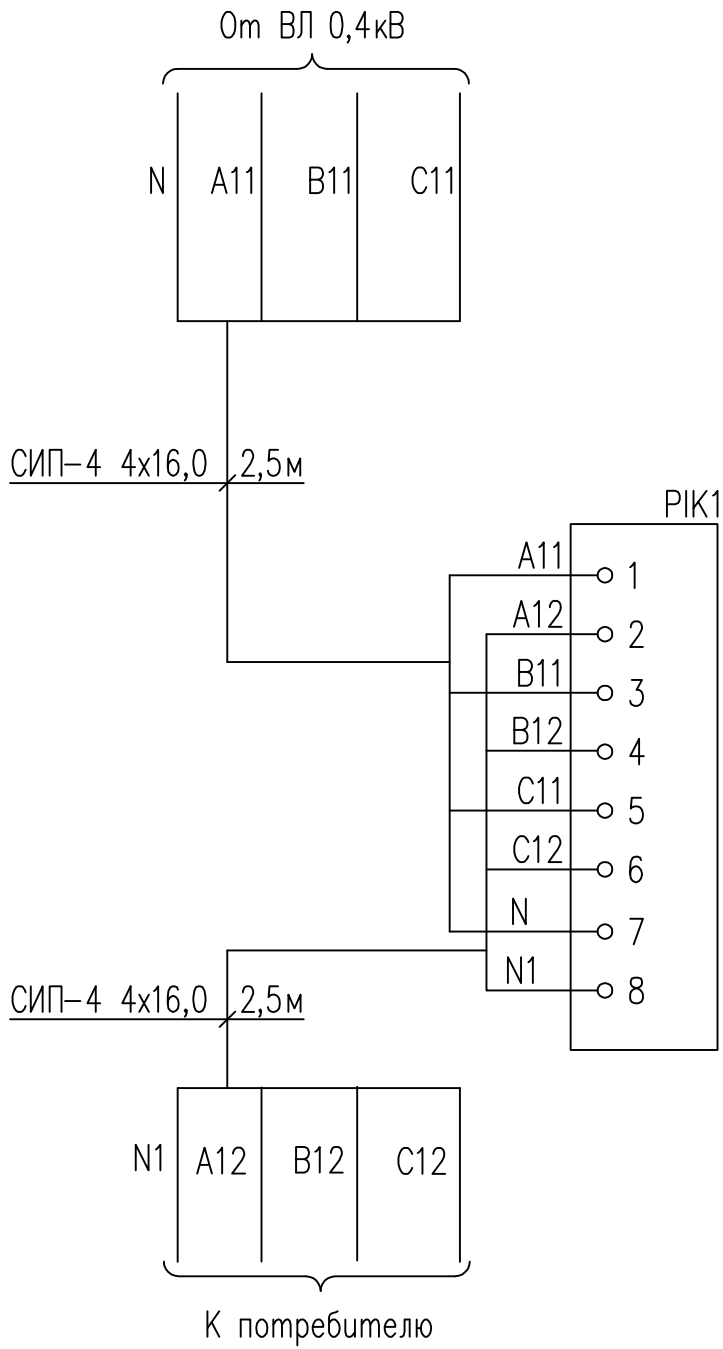 От ВЛ 0,4кВ
N A11 B11 C11
СИП-4 4х16,0 2,5м
PIK1
A11 1
A12 2
B11 3
B12 4
C11 5
C12 6
N 7
N1 8
СИП-4 4х16,0 2,5м
N1 A12 B12 C12
К потребителю